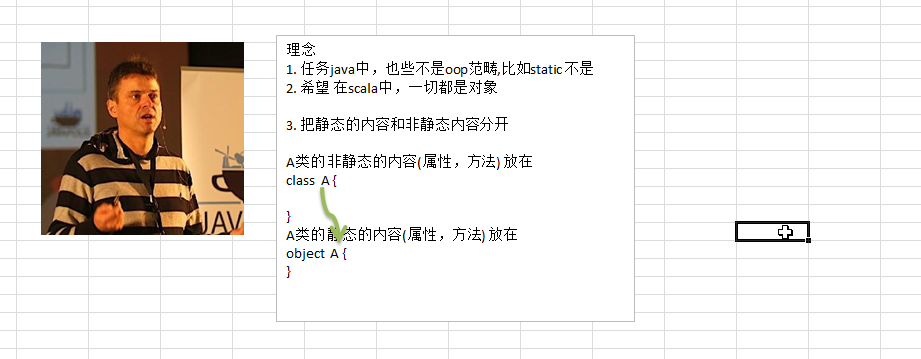 理念
1. 任务java中，也些不是oop范畴,比如static 不是
2. 希望 在scala中，一切都是对象
3. 把静态的内容和非静态内容分开
A类的 非静态的内容(属性，方法) 放在
class A {
}
A类的静态的内容(属性，方法) 放在
object A {
}
JAVA